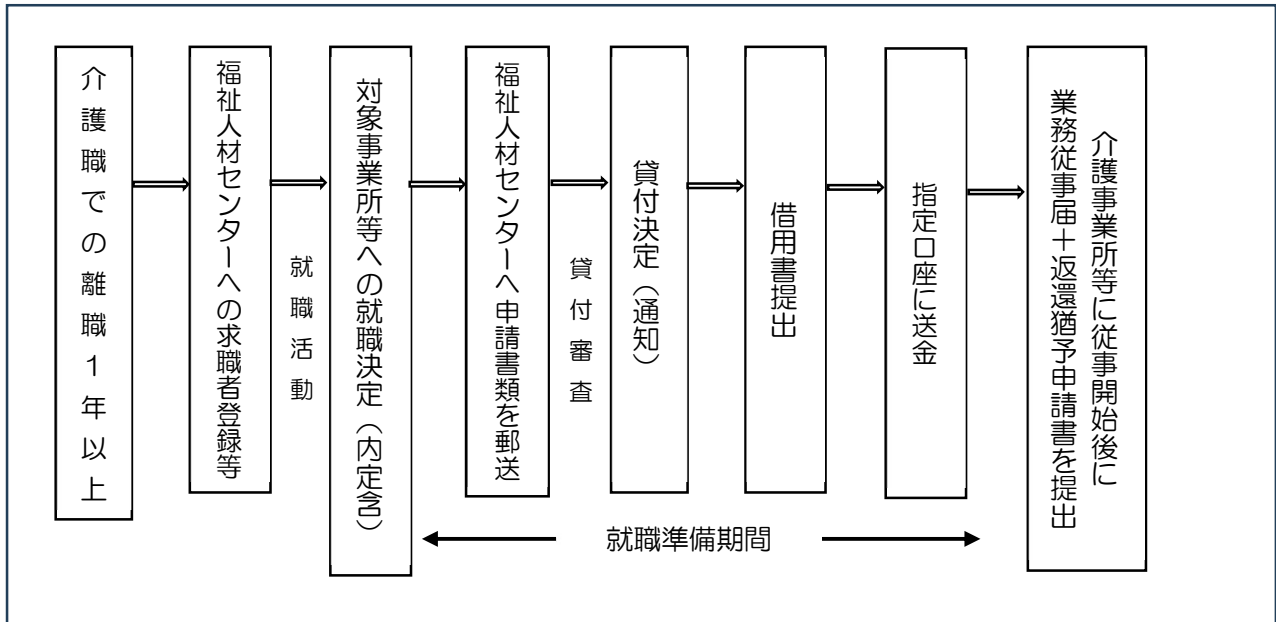 介護職での離職１年以上
福祉人材センターへの求職者登録等
就職活動
対象事業所等への就職決定（内定含）
福祉人材センターへ申請書類を郵送
貸付審査
貸付決定（通知）
借用書提出
指定口座に送金
介護事業所等に従事開始後に
業務従事届＋返還猶予申請書を提出
就職準備期間